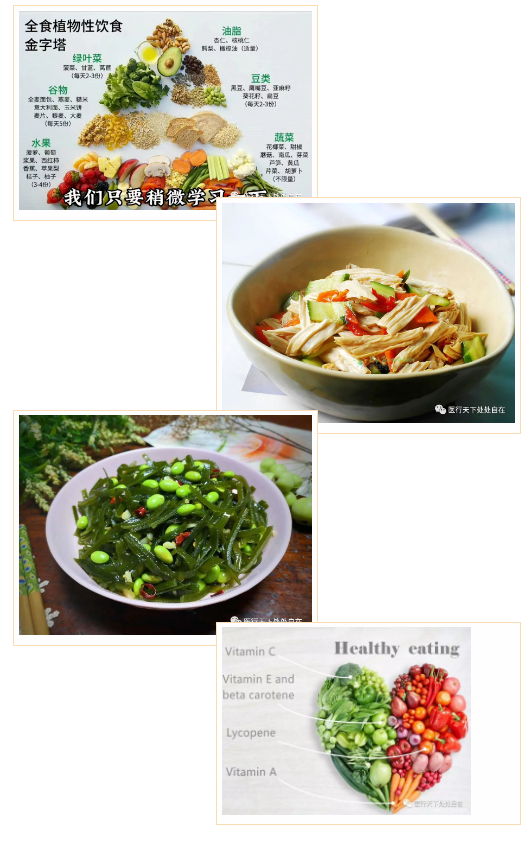 全食植物性饮食
金字塔
油脂
杏仁、核桃仁
酪梨、橄榄油（适量）
绿叶菜
菠菜、甘蓝、莴苣
（每天2-3份）
豆类
黑豆、鹰嘴豆、亚麻籽
葵花籽、扁豆
（每天2-3份）
谷物
全麦面包、燕麦、糙米
意大利面、玉米饼
麦片、藜麦、大麦
（每天5份）
水果
菠萝、葡萄
浆果、西红柿
香蕉、苹果梨
桔子、柚子
（3-4份）
蔬菜
花椰菜、甜椒
蘑菇、南瓜、芽菜
芦笋、黄瓜
芹菜、胡萝卜
（不限量）
我们只要稍微学习一下
医行天下处处自在
医行天下处处自在
Healthy eating
Vitamin C
Vitamin E and
beta carotene
Lycopene
Vitamin A
医行天下处处自在